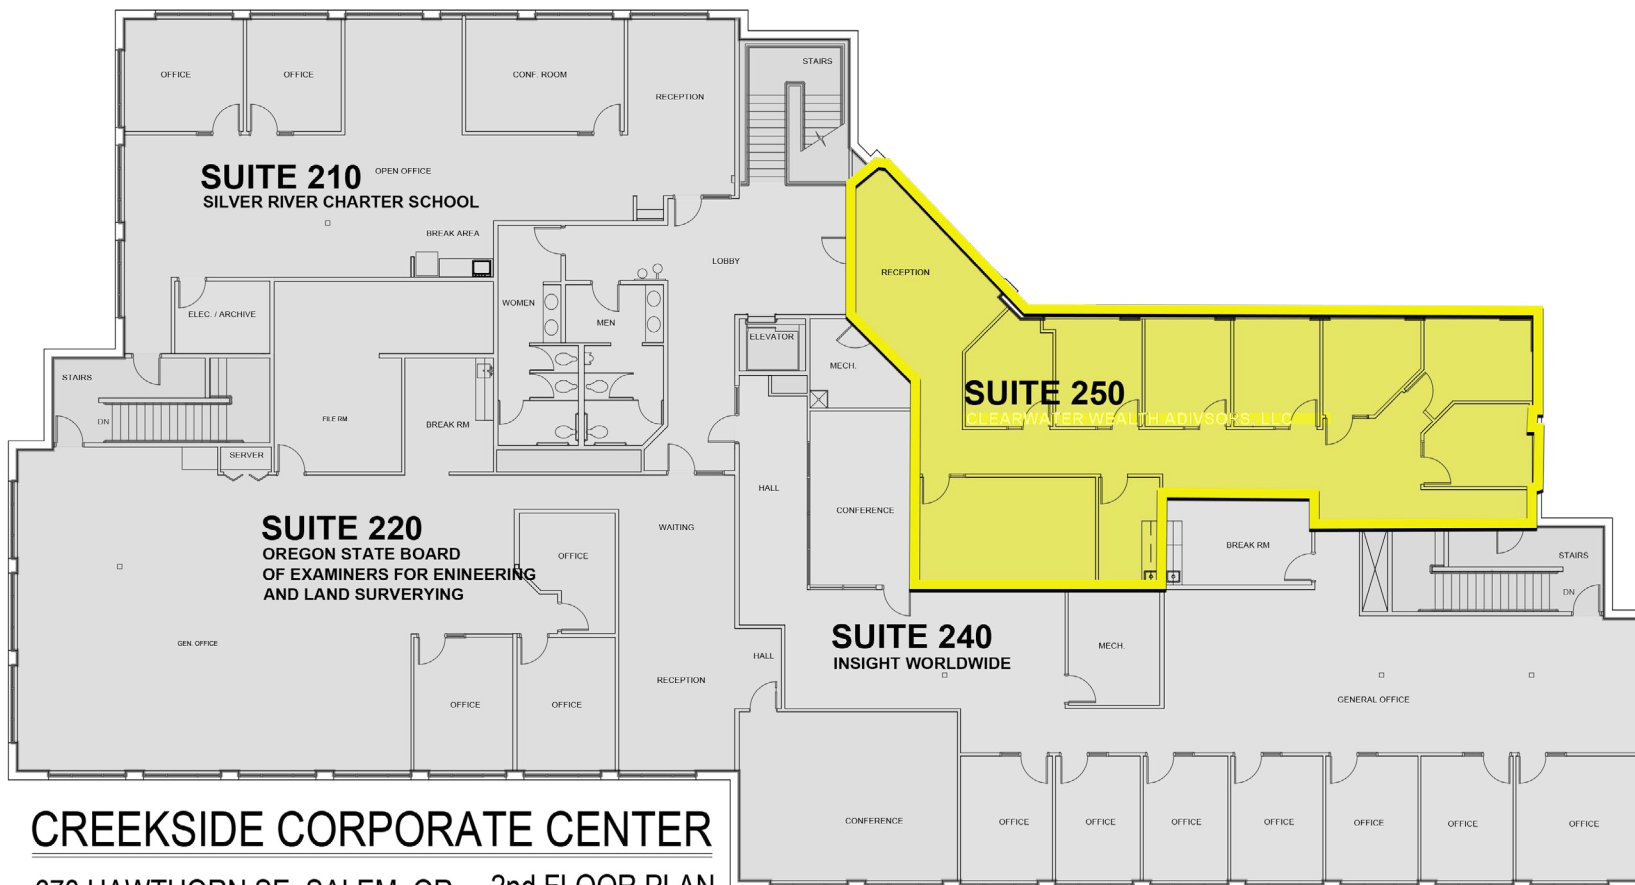 STAIRS
OFFICE
OFFICE
CONF. ROOM
RECEPTION
SUITE 210
OPEN OFFICE
SILVER RIVER CHARTER SCHOOL
BREAK AREA
LOBBY
RECEPTION
WOMEN
MEN
ELEC. / ARCHIVE
ELEVATOR
MECH.
STAIRS
DN
FILE RM
BREAK RM
SUITE 250
CLEARWATER WEALTH ADIVSORS, LLC
SERVER
HALL
CONFERENCE
SUITE 220
OREGON STATE BOARD
OF EXAMINERS FOR ENINEERING
AND LAND SURVERYING
WAITING
OFFICE
BREAK RM
STAIRS
DN
GEN. OFFICE
SUITE 240
INSIGHT WORLDWIDE
MECH.
HALL
RECEPTION
OFFICE
OFFICE
GENERAL OFFICE
CONFERENCE
OFFICE
OFFICE
OFFICE
OFFICE
OFFICE
OFFICE
OFFICE
CREEKSIDE CORPORATE CENTER
HAWTHORN SE, SALEM, OR 2nd FLOOR PLAN